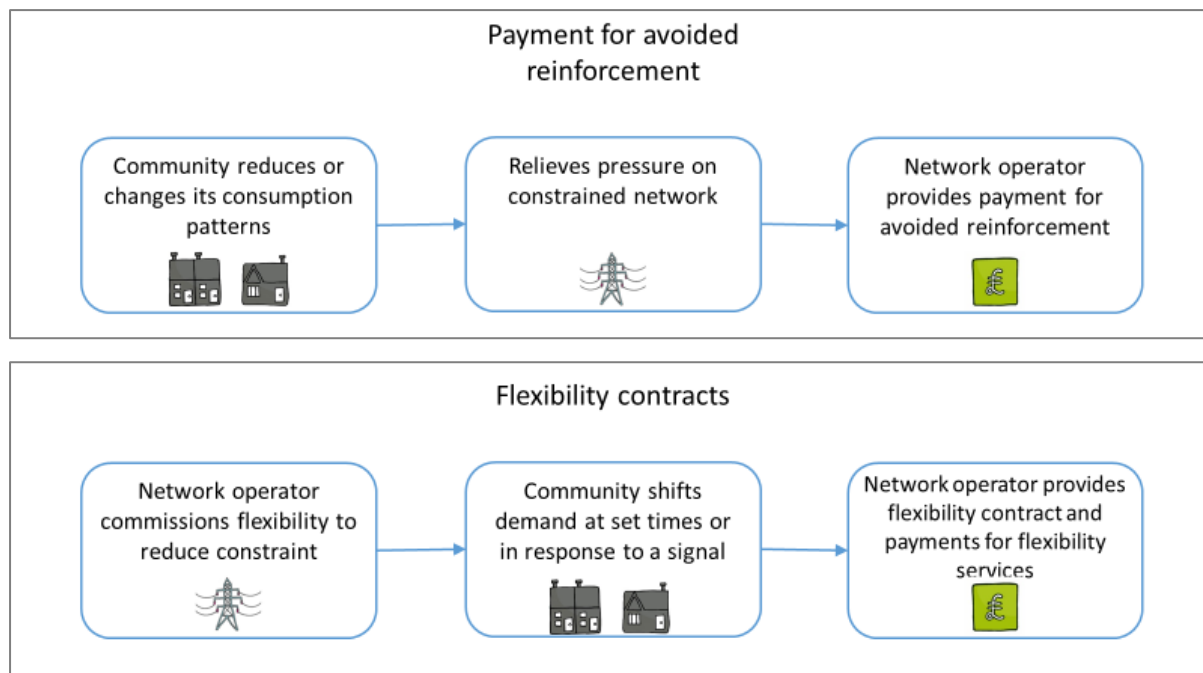 Payment for avoided
reinforcement
Community reduces or
changes its consumption
patterns
Relieves pressure on
constrained network
Network operator
provides payment for
avoided reinforcement
£
Flexibility contracts
Network operator
commissions flexibility to
reduce constraint
Community shifts
demand at set times or
in response to a signal
Network operator provides
flexibility contract and
payments for flexibility
services
£